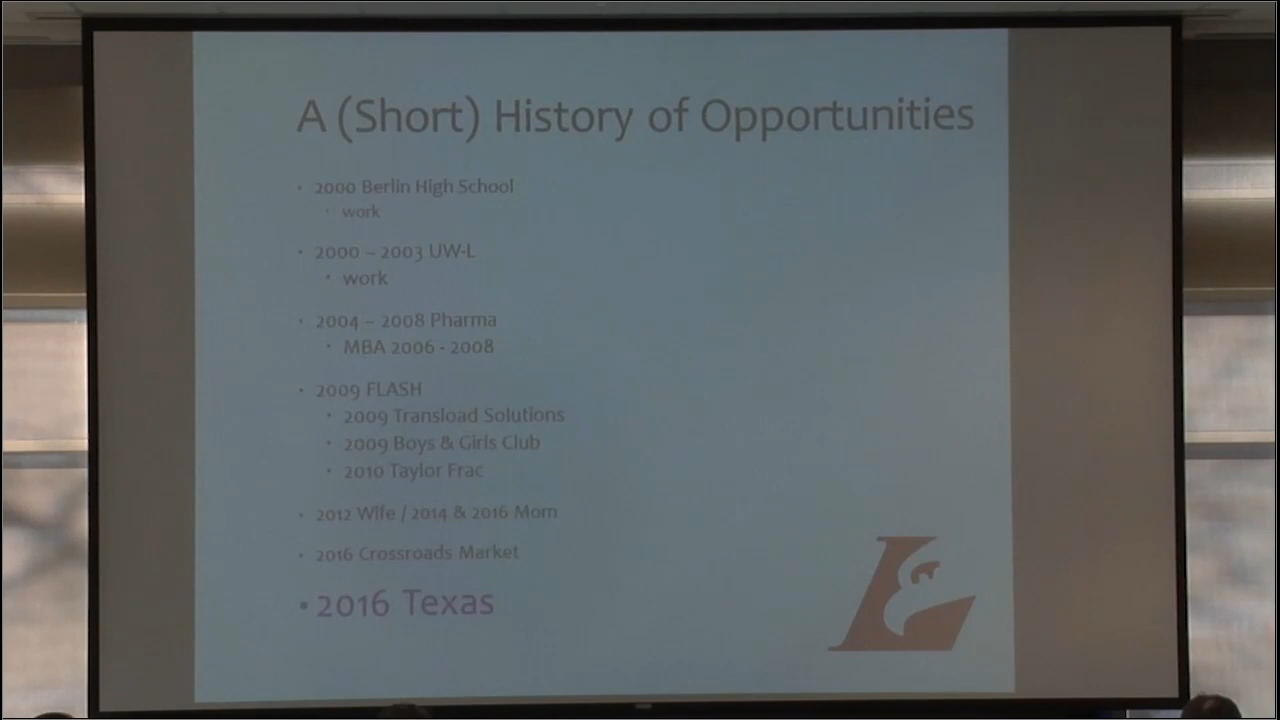 A (Short) History of Opportunities
• 2000 Berlin High School
• work
• 2000 – 2003 UW-L
• work
• 2004 – 2008 Pharma
• MBA 2006 - 2008
• 2009 FLASH
• 2009 Transload Solutions
• 2009 Boys & Girls Club
• 2010 Taylor Frac
• 2012 Wife / 2014 & 2016 Mom
• 2016 Crossroads Market
• 2016 Texas
L